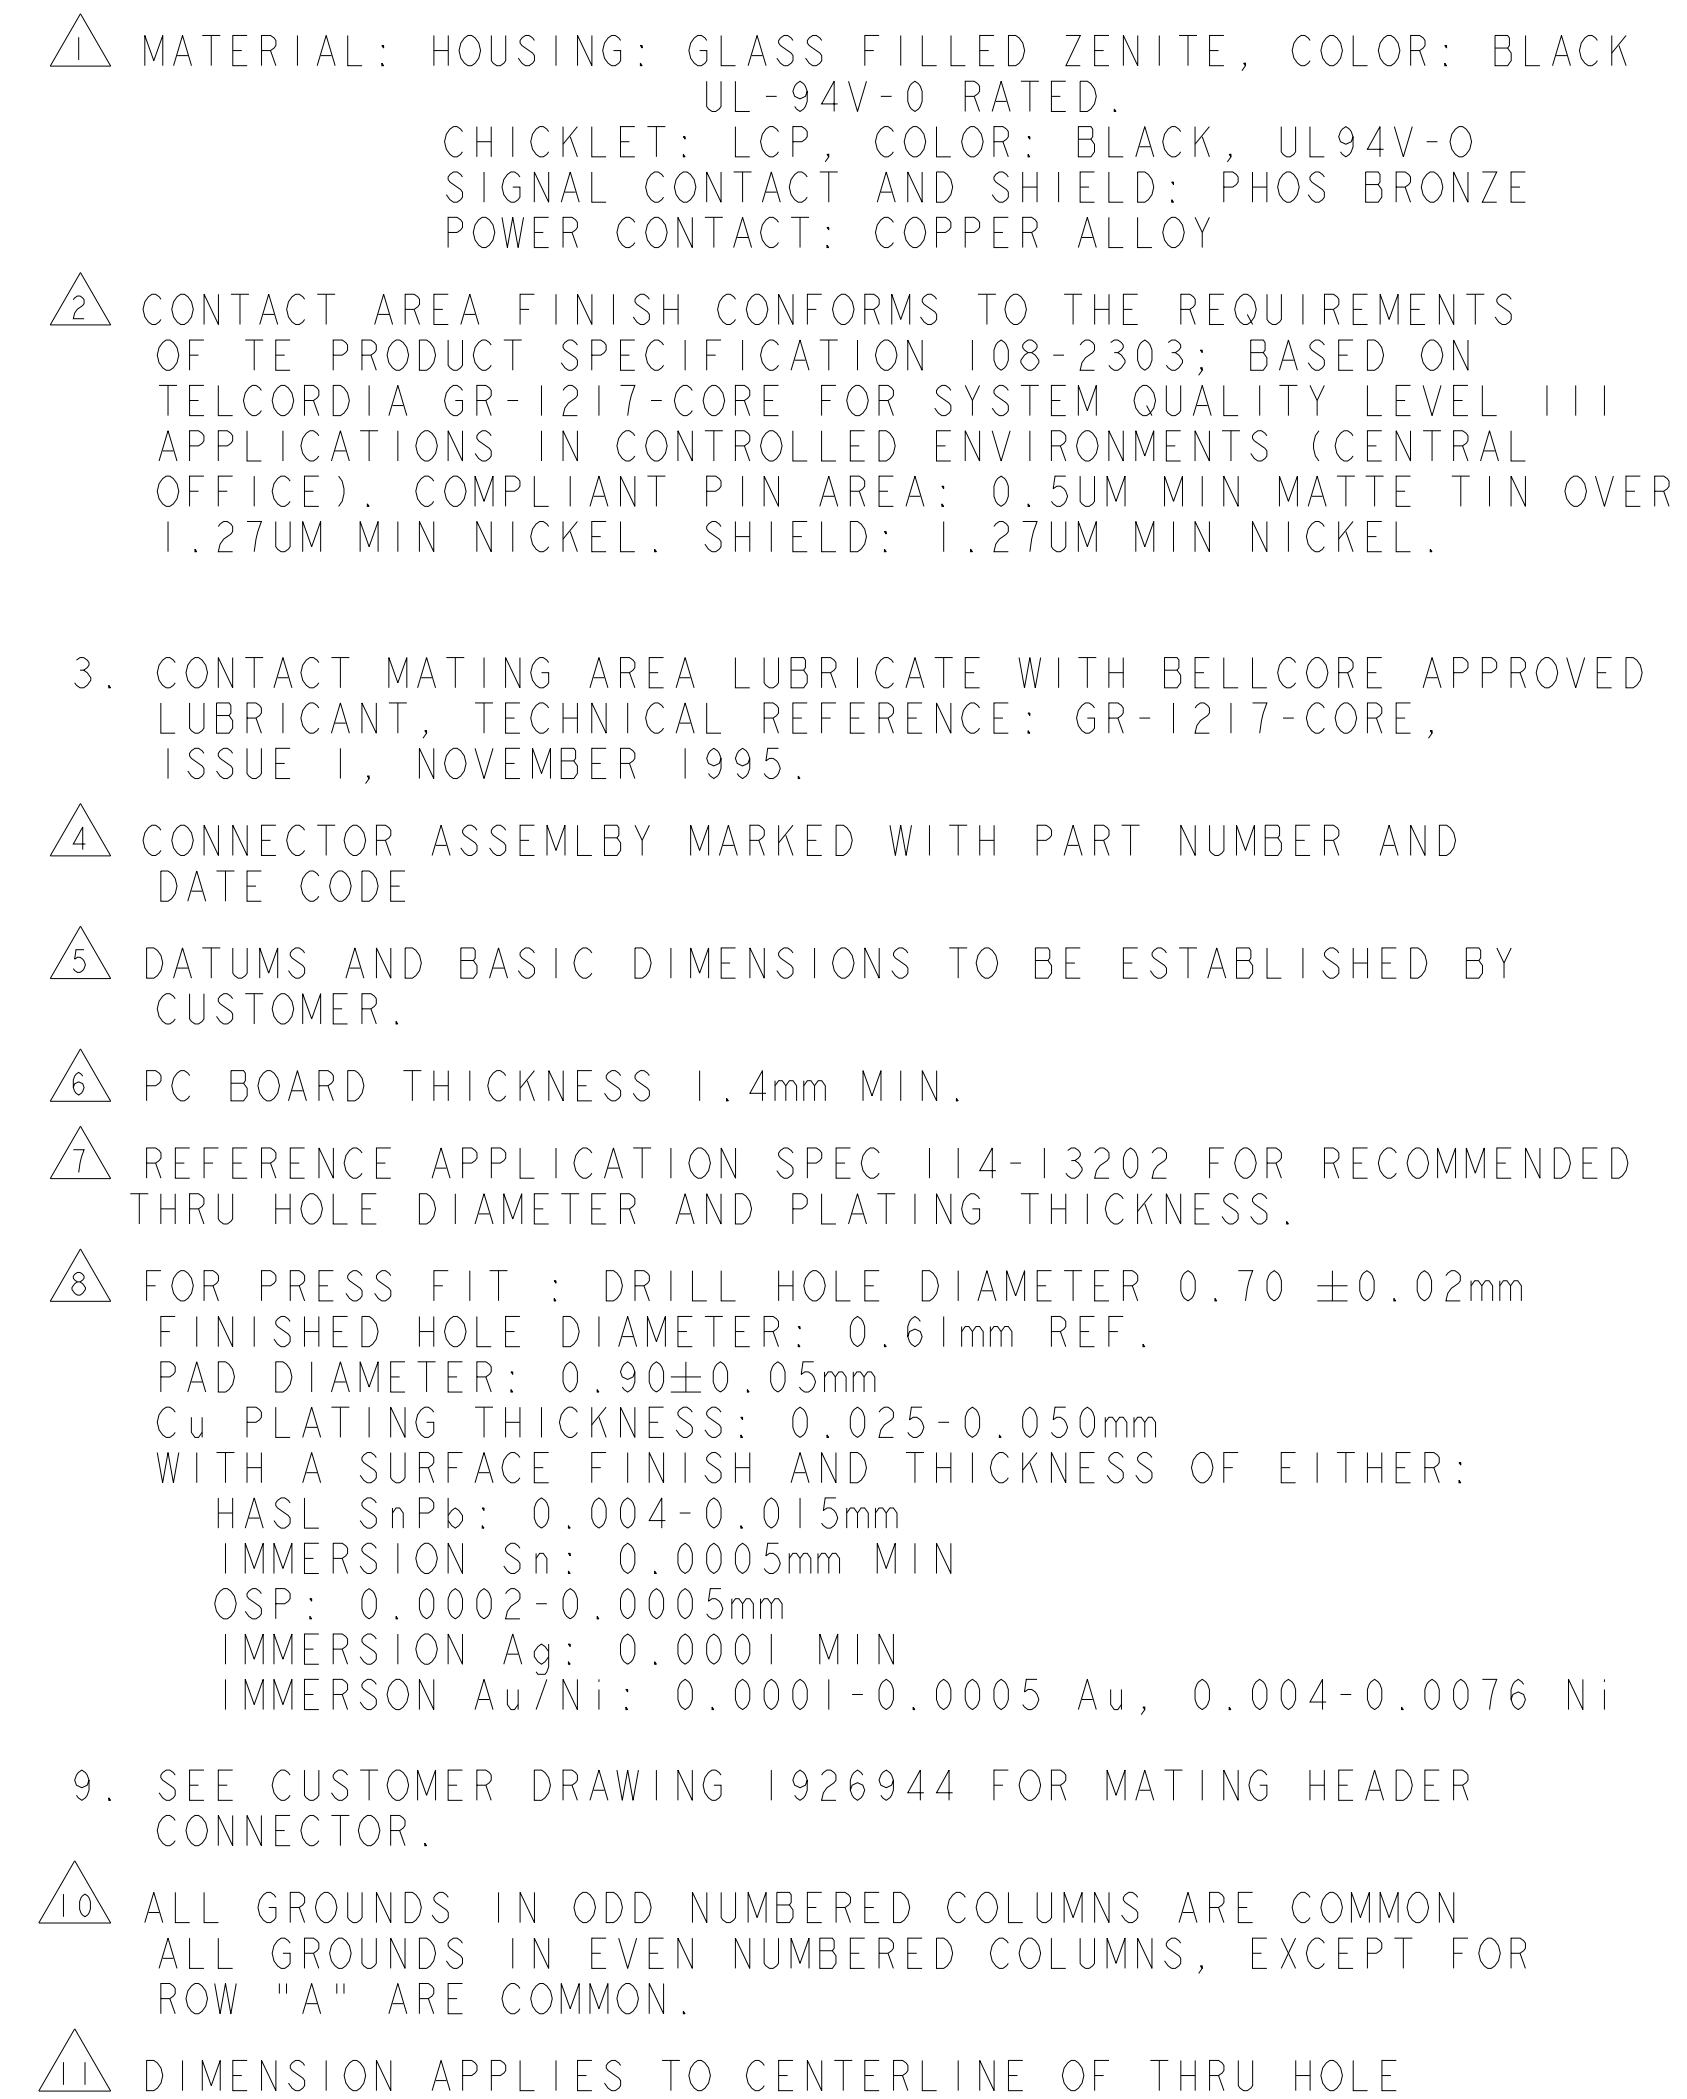 1 MATERIAL: HOUSING: GLASS FILLED ZENITE, COLOR: BLACK
UL-94V-0 RATED.
CHICKLET: LCP, COLOR: BLACK, UL94V-O
SIGNAL CONTACT AND SHIELD: PHOS BRONZE
POWER CONTACT: COPPER ALLOY
2 CONTACT AREA FINISH CONFORMS TO THE REQUIREMENTS
OF TE PRODUCT SPECIFICATION 108-2303; BASED ON
TELCORDIA GR-1217-CORE FOR SYSTEM QUALITY LEVEL III
APPLICATIONS IN CONTROLLED ENVIRONMENTS (CENTRAL
OFFICE). COMPLIANT PIN AREA: 0.5UM MIN MATTE TIN OVER
1.27UM MIN NICKEL. SHIELD: 1.27UM MIN NICKEL.
3. CONTACT MATING AREA LUBRICATE WITH BELLCORE APPROVED
LUBRICANT, TECHNICAL REFERENCE: GR-1217-CORE,
ISSUE 1, NOVEMBER 1995.
4 CONNECTOR ASSEMLBY MARKED WITH PART NUMBER AND
DATE CODE
5 DATUMS AND BASIC DIMENSIONS TO BE ESTABLISHED BY
CUSTOMER.
6 PC BOARD THICKNESS 1.4mm MIN.
7 REFERENCE APPLICATION SPEC 114-13202 FOR RECOMMENDED
THRU HOLE DIAMETER AND PLATING THICKNESS.
8 FOR PRESS FIT : DRILL HOLE DIAMETER 0.70 ±0.02mm
FINISHED HOLE DIAMETER: 0.61mm REF.
PAD DIAMETER: 0.90±0.05mm
Cu PLATING THICKNESS: 0.025-0.050mm
WITH A SURFACE FINISH AND THICKNESS OF EITHER:
HASL SnPb: 0.004-0.015mm
IMMERSION Sn: 0.0005mm MIN
OSP: 0.0002-0.0005mm
IMMERSION Ag: 0.0001 MIN
IMMERSON Au/Ni: 0.0001-0.0005 Au, 0.004-0.0076 Ni
9. SEE CUSTOMER DRAWING 1926944 FOR MATING HEADER
CONNECTOR.
10 ALL GROUNDS IN ODD NUMBERED COLUMNS ARE COMMON
ALL GROUNDS IN EVEN NUMBERED COLUMNS, EXCEPT FOR
ROW "A" ARE COMMON.
11 DIMENSION APPLIES TO CENTERLINE OF THRU HOLE